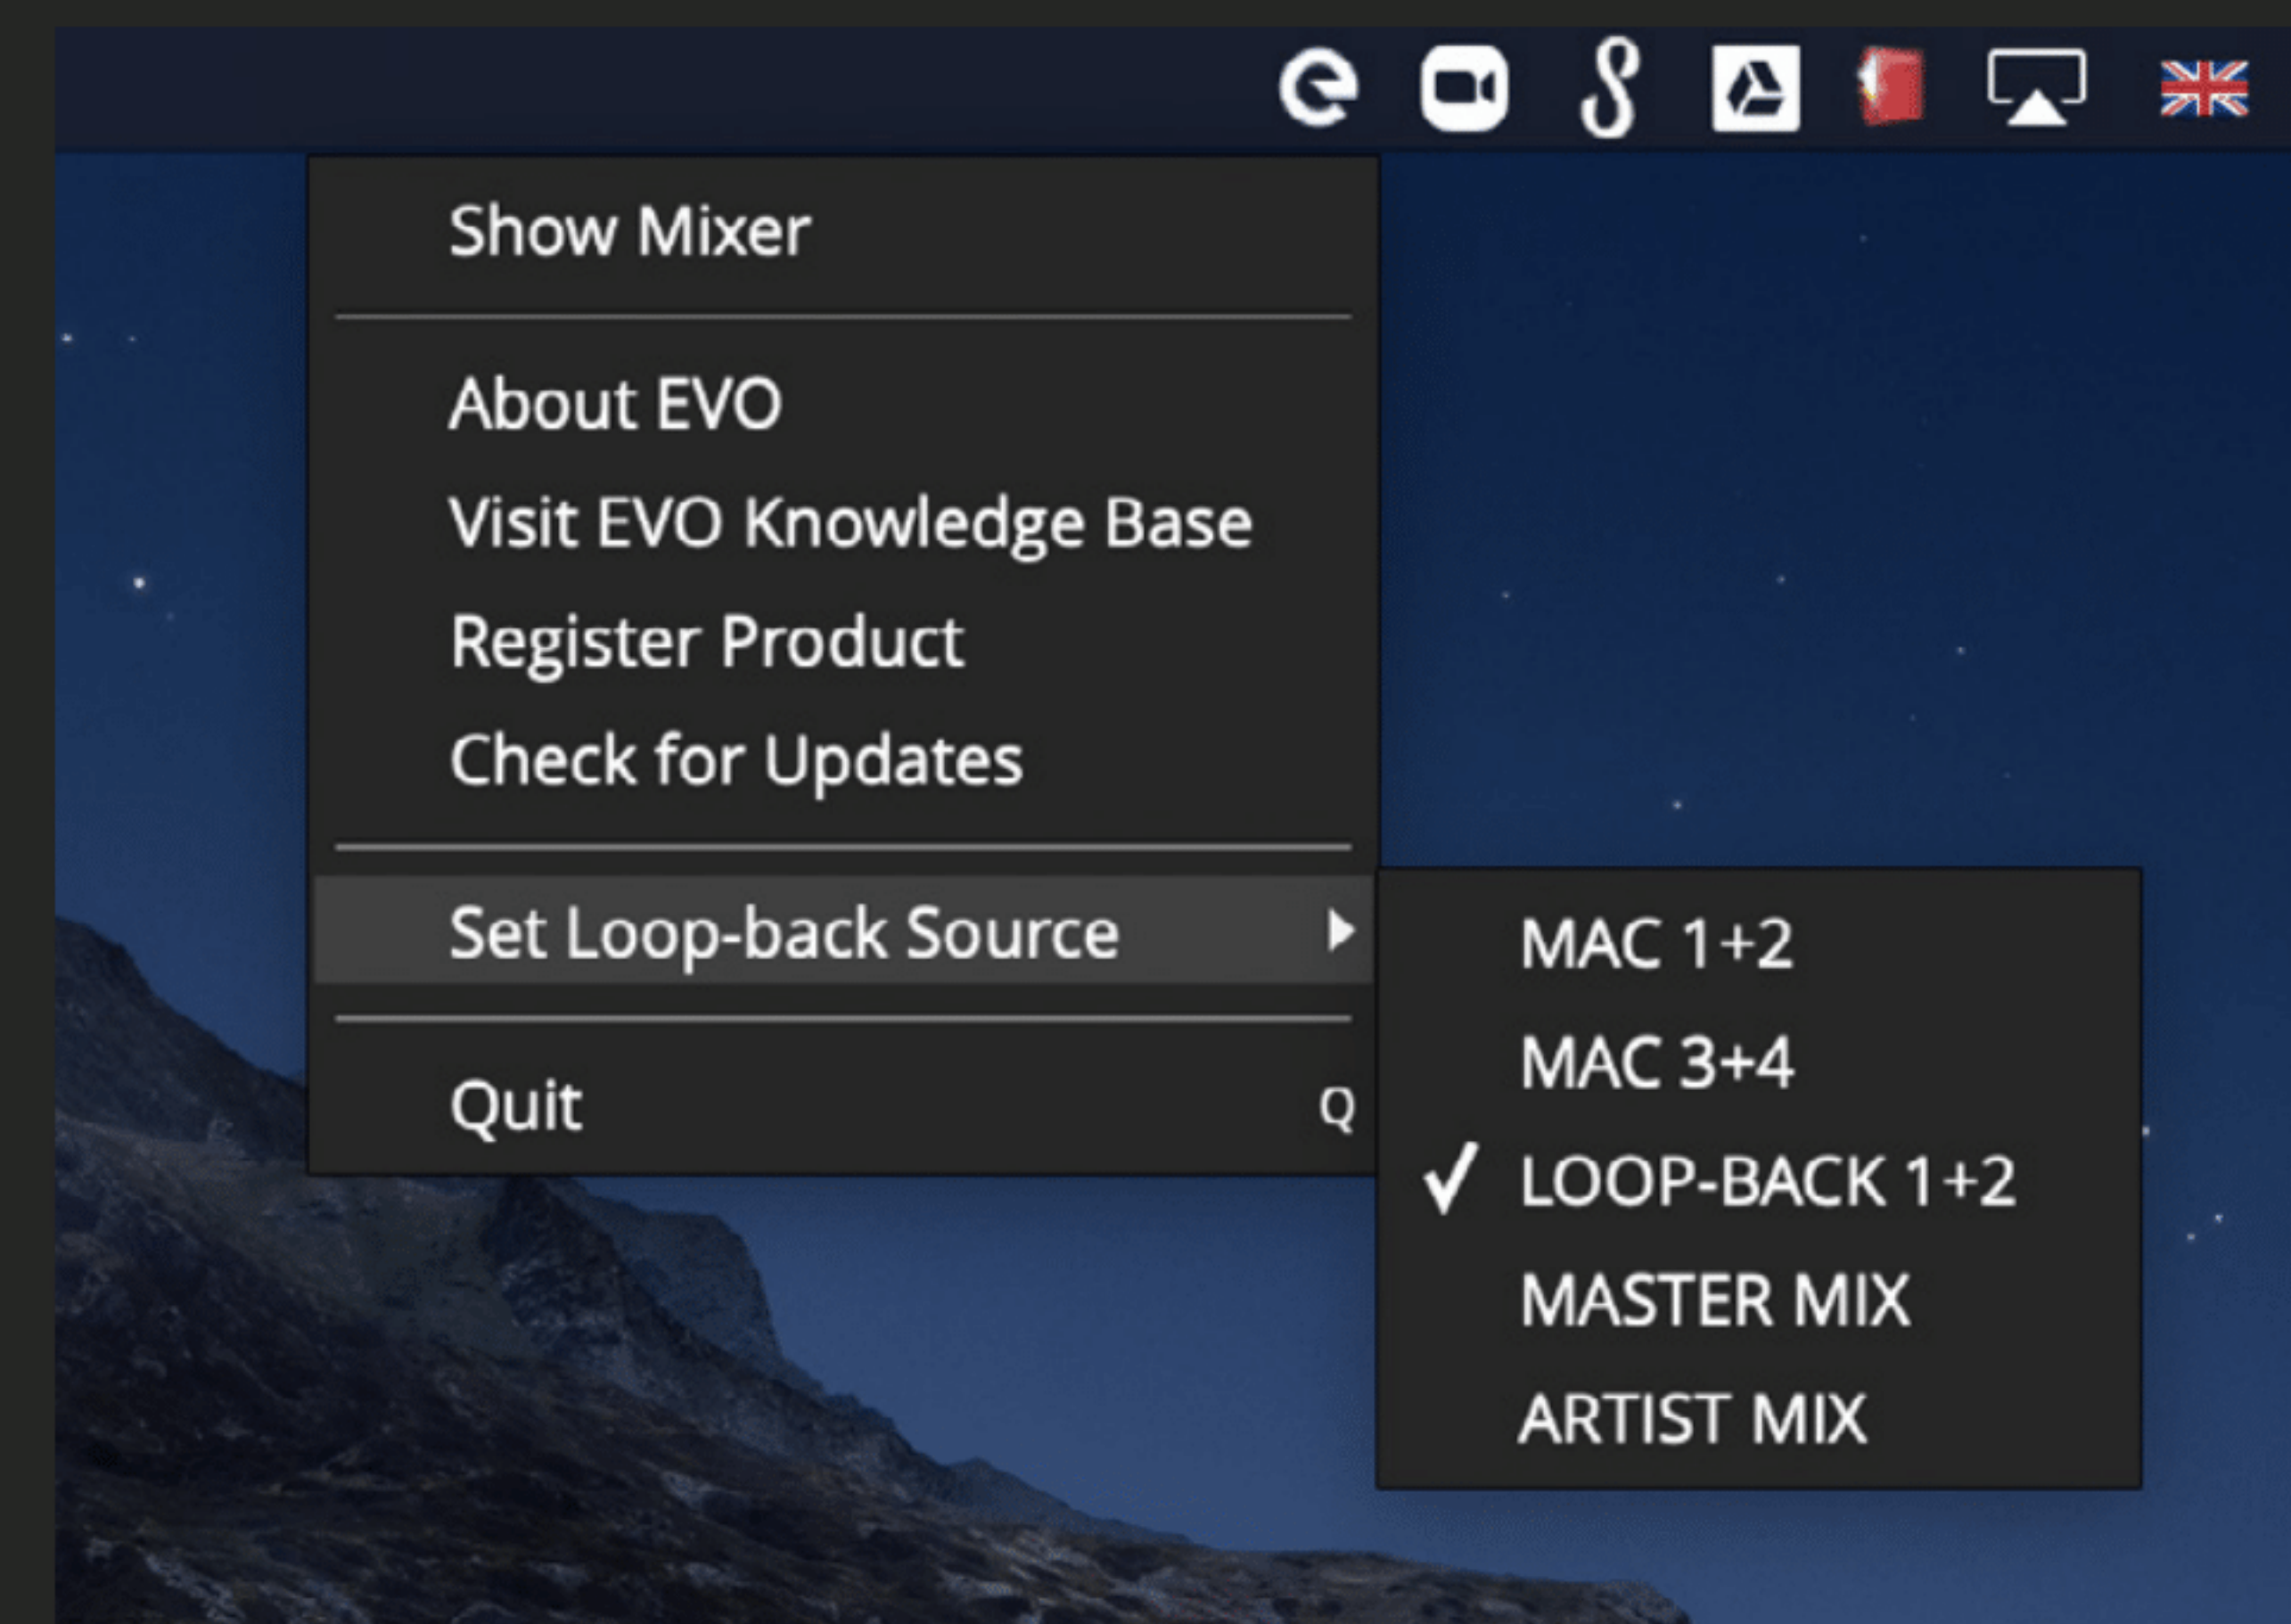 Show Mixer
About EVO
Visit EVO Knowledge Base
Register Product
Check for Updates
Set Loop-back Source
Quit Q
MAC 1+2
MAC 3+4
LOOP-BACK 1+2
MASTER MIX
ARTIST MIX